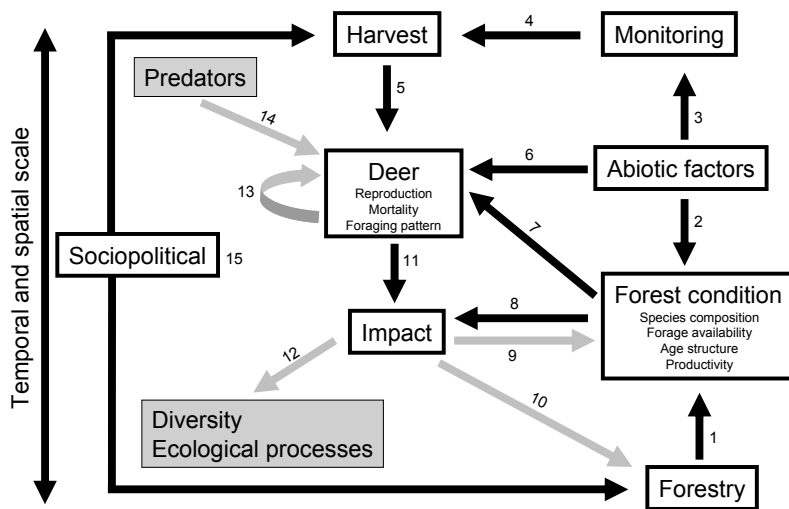 Temporal and spatial scale
Harvest
4
Monitoring
Predators
5
14
3
Deer
Reproduction
Mortality
Foraging pattern
6
Abiotic factors
13
7
2
Sociopolitical
15
11
Forest condition
Species composition
Forage availability
Age structure
Productivity
8
Impact
9
12
10
Diversity
Ecological processes
1
Forestry